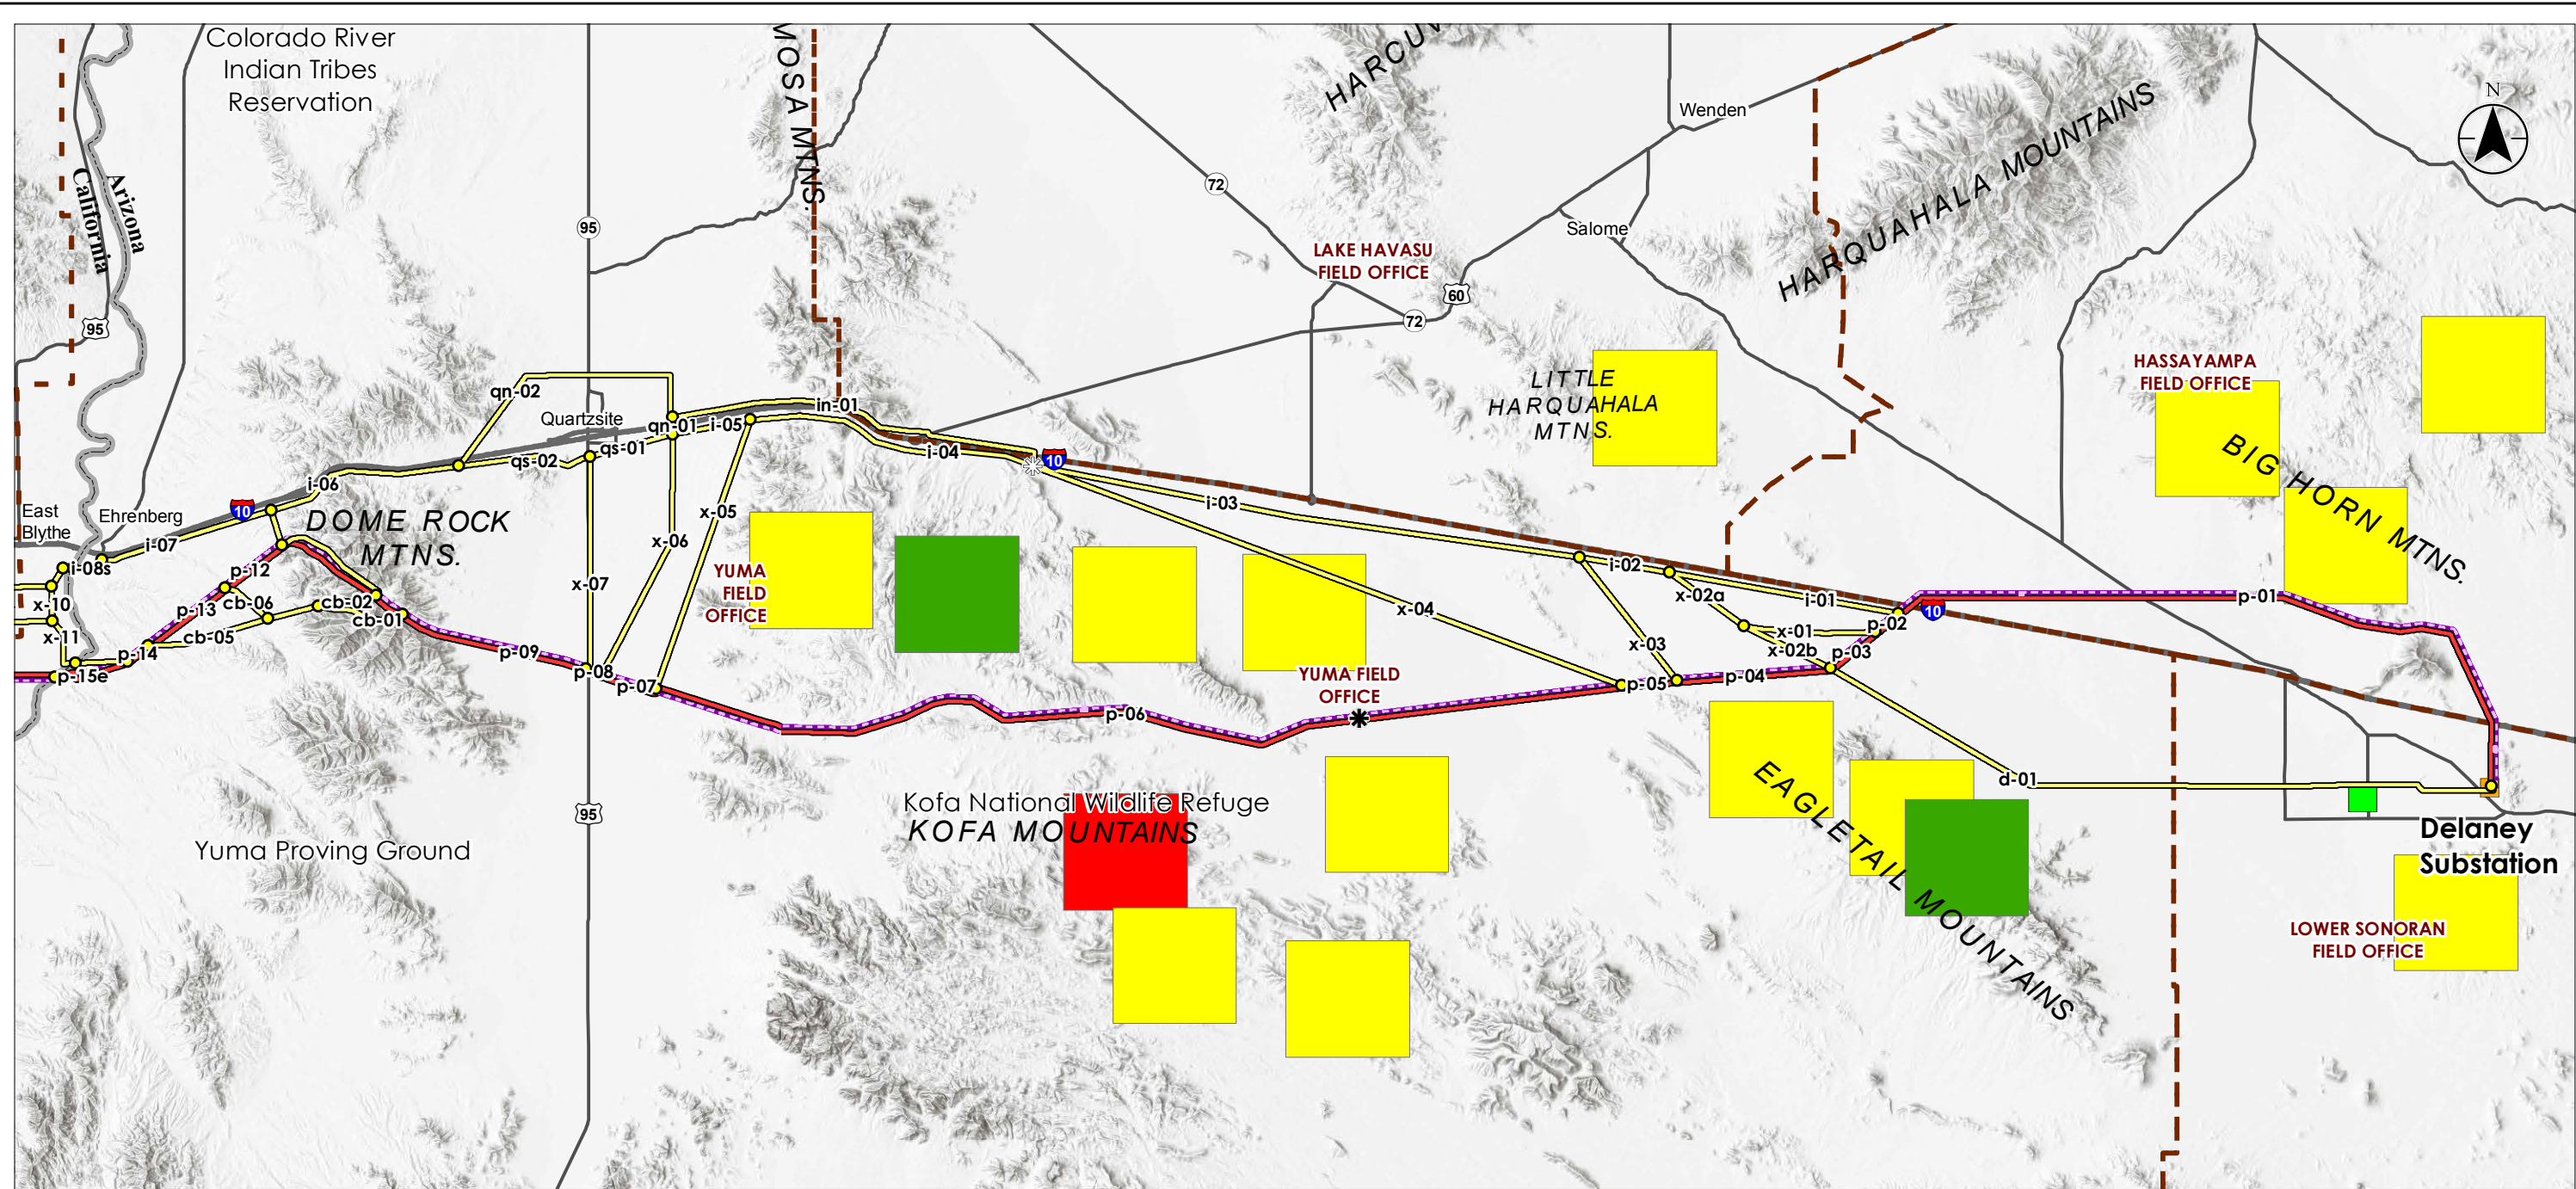 Colorado River
Indian Tribes
Reservation
MOSA MTNS.
HARCUV
Wenden
N
HARQUAHALA MOUNTAINS
Arizona
California
95
72
95
Salome
LAKE HAVASU
FIELD OFFICE
60
72
HASSAYAMPA
FIELD OFFICE
LITTLE
HARQUAHALA
MTNS.
BIG HORN MTNS.
qn-02
Quartzsite
in-01
qn-01
i-05
qs-01
qs-02
i-04
10
i-06
i-03
East
Blythe
Ehrenberg
10
DOME ROCK
MTNS.
i-07
x-05
x-06
i-08s
p-12
x-07
YUMA
FIELD
OFFICE
i-02
x-02a
i-01
10
p-01
x-10
p-13
cb-06
cb-02
cb-01
x-04
x-11
cb-05
x-01
p-02
x-03
x-02b
p-03
p-14
p-09
p-15e
p-08
p-07
YUMA FIELD
OFFICE
p-05
p-04
p-06
EAGLETAIL MOUNTAINS
d-01
Kofa National Wildlife Refuge
KOFA MOUNTAINS
95
Yuma Proving Ground
Delaney
Substation
LOWER SONORAN
FIELD OFFICE